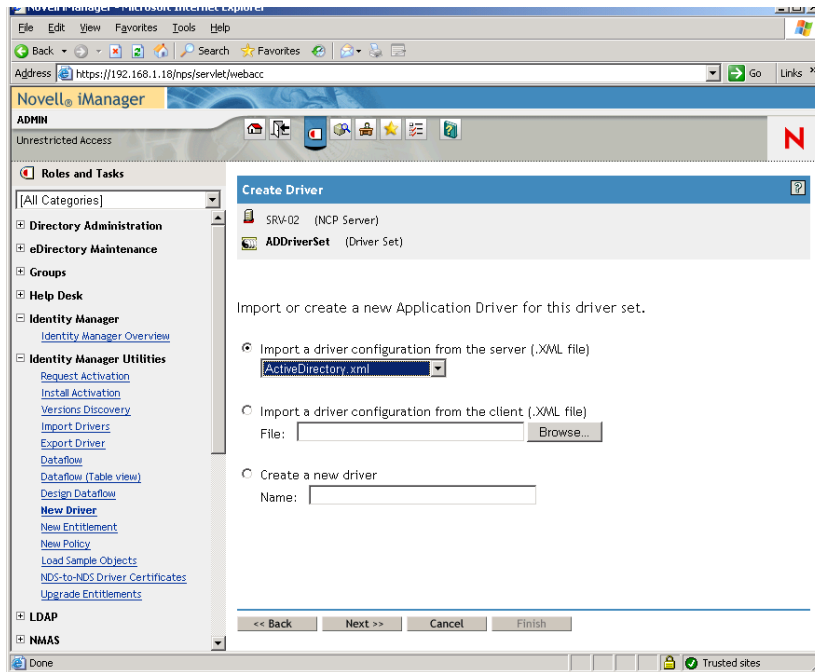 Novell iManager - Microsoft Internet Explorer
File Edit View Favorites Tools Help
Back Search Favorites
Address https://192.168.1.18/nps/servlet/webacc Go Links »
Novell® iManager
ADMIN
Unrestricted Access
N
Roles and Tasks
[All Categories]
Directory Administration
eDirectory Maintenance
Groups
Help Desk
Identity Manager
Identity Manager Overview
Identity Manager Utilities
Request Activation
Install Activation
Versions Discovery
Import Drivers
Export Driver
Dataflow
Dataflow (Table view)
Design Dataflow
New Driver
New Entitlement
New Policy
Load Sample Objects
NDS-to-NDS Driver Certificates
Upgrade Entitlements
LDAP
NMAS
Create Driver ?
SRV-02 (NCP Server)
ADDriverSet (Driver Set)
Import or create a new Application Driver for this driver set.
Import a driver configuration from the server (.XML file)
ActiveDirectory.xml
Import a driver configuration from the client (.XML file)
File: Browse...
Create a new driver
Name:
<< Back Next >> Cancel Finish
Done Trusted sites